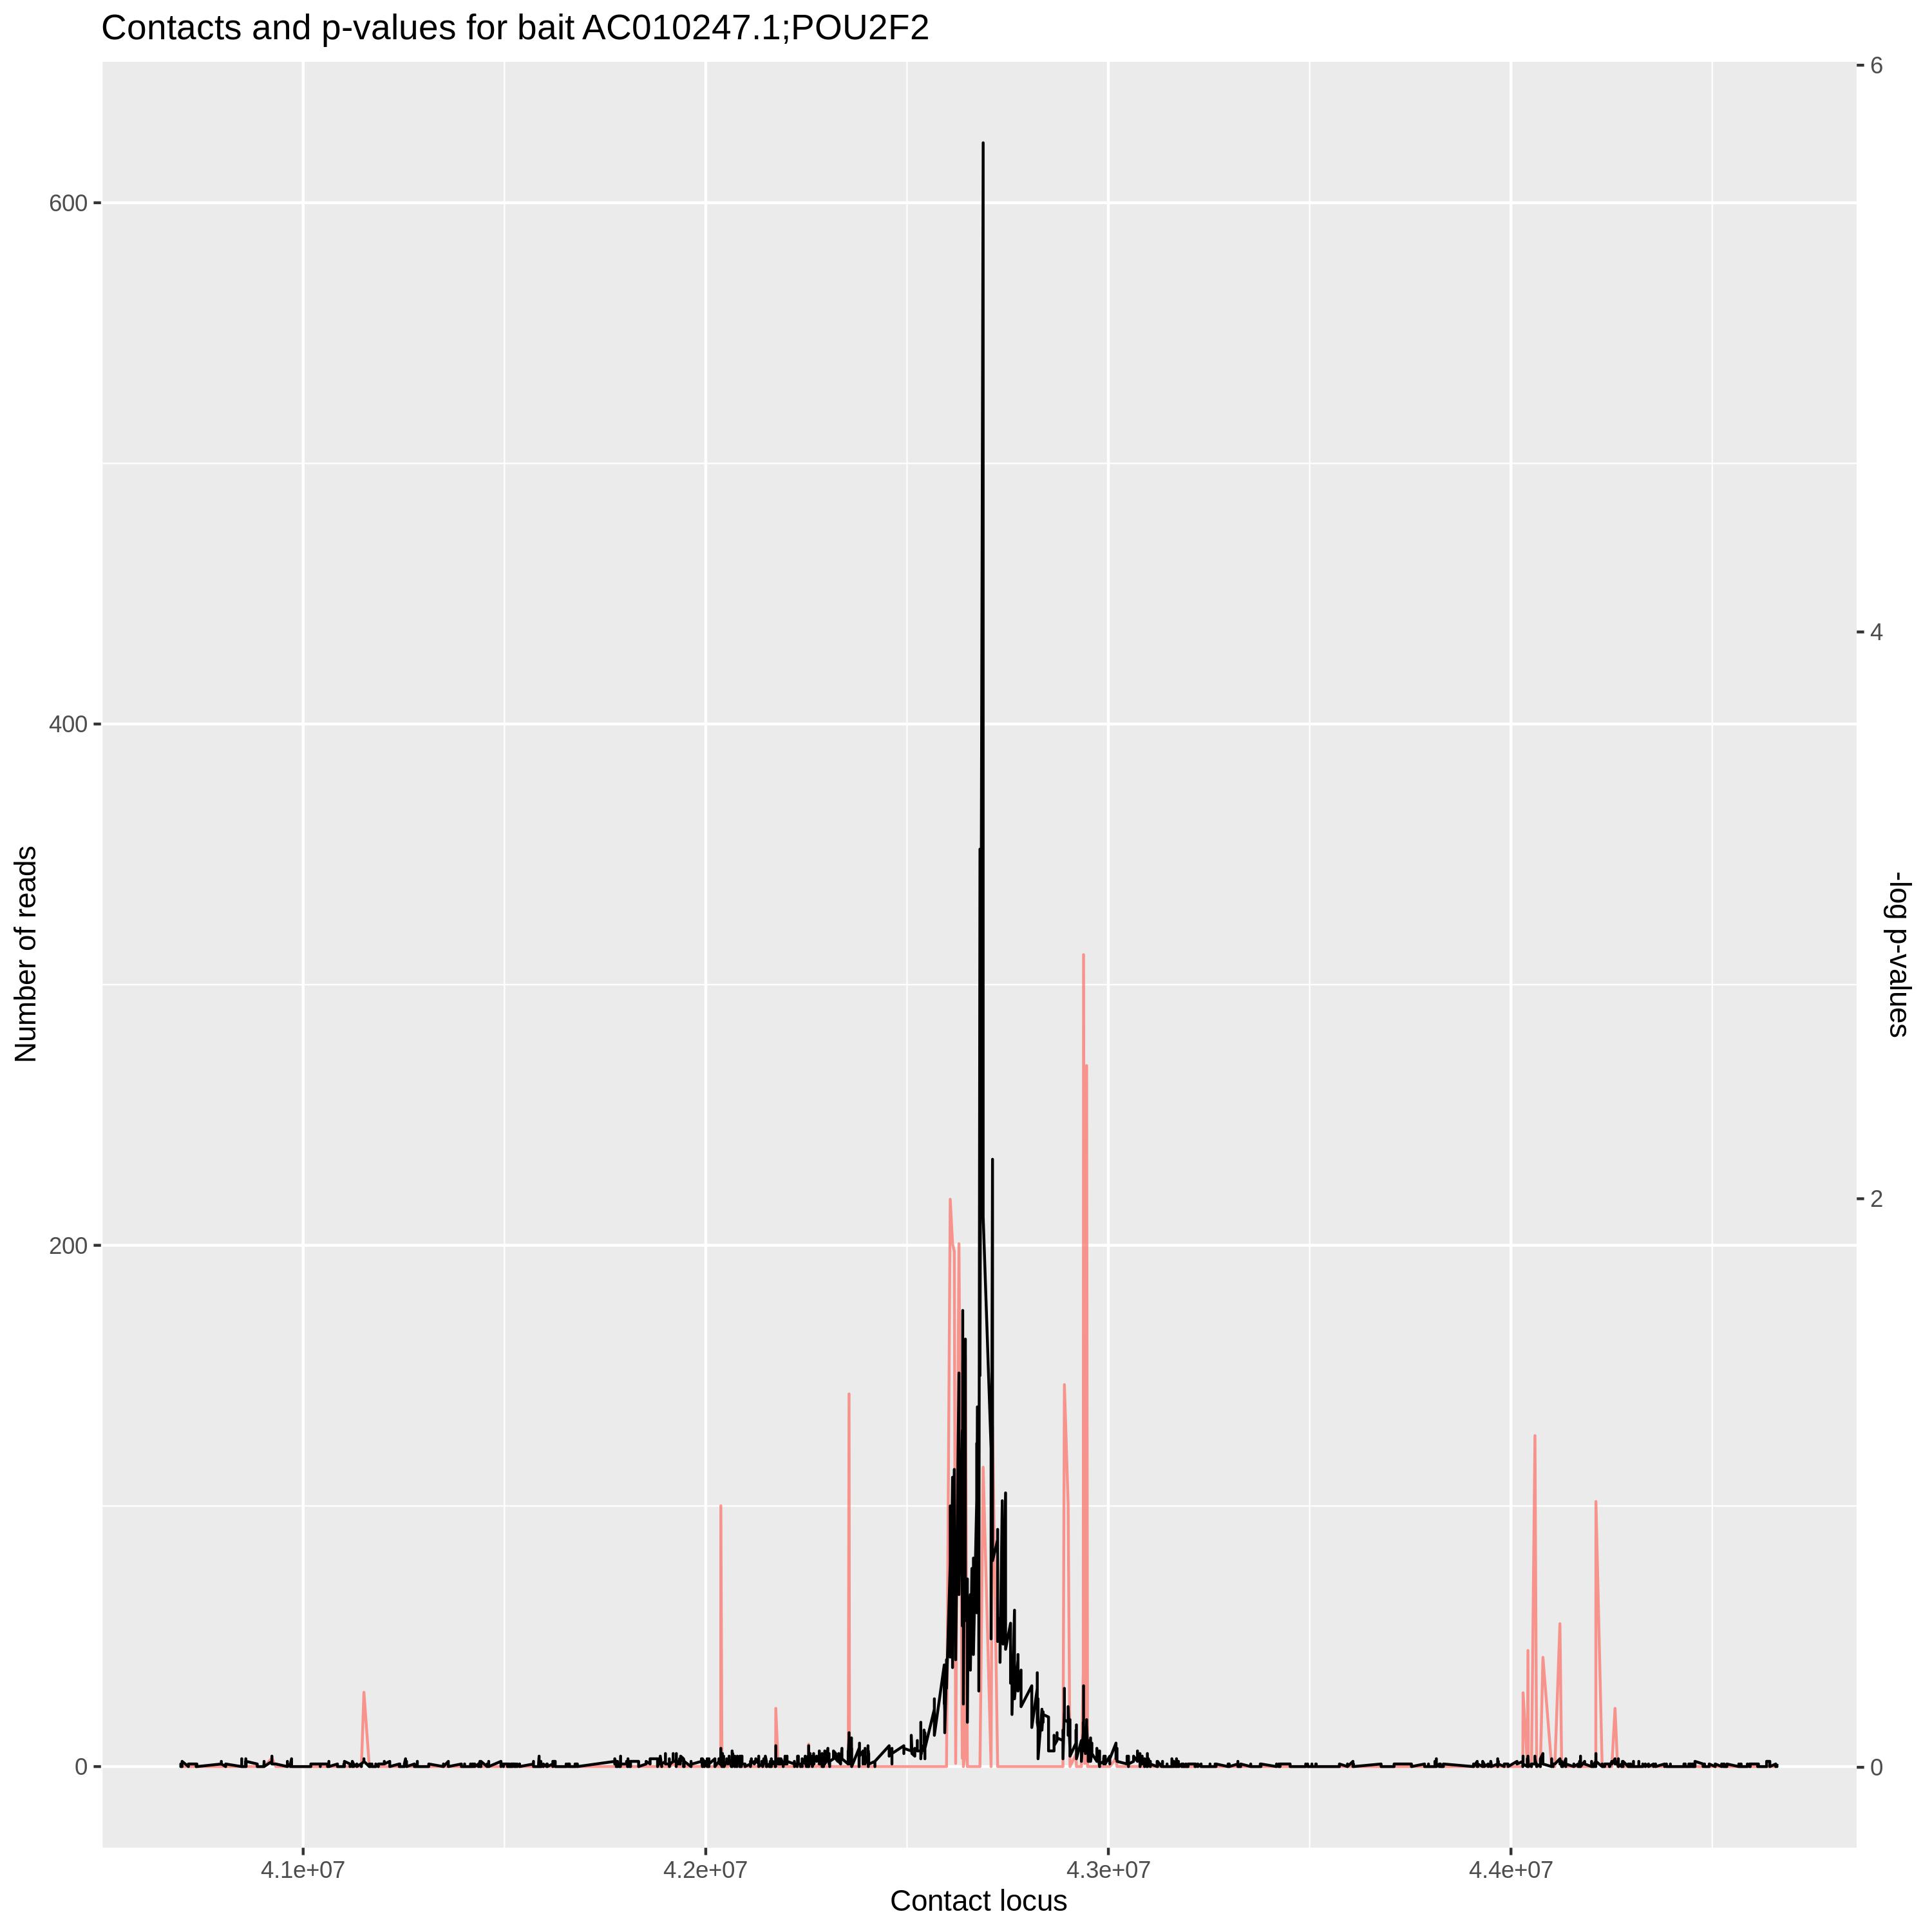 Contacts and p-values for bait AC010247.1;POU2F2
Number of reads
600
400
200
0
6
4
2
0
-log p-values
4.1e+07 4.2e+07 4.3e+07 4.4e+07
Contact locus